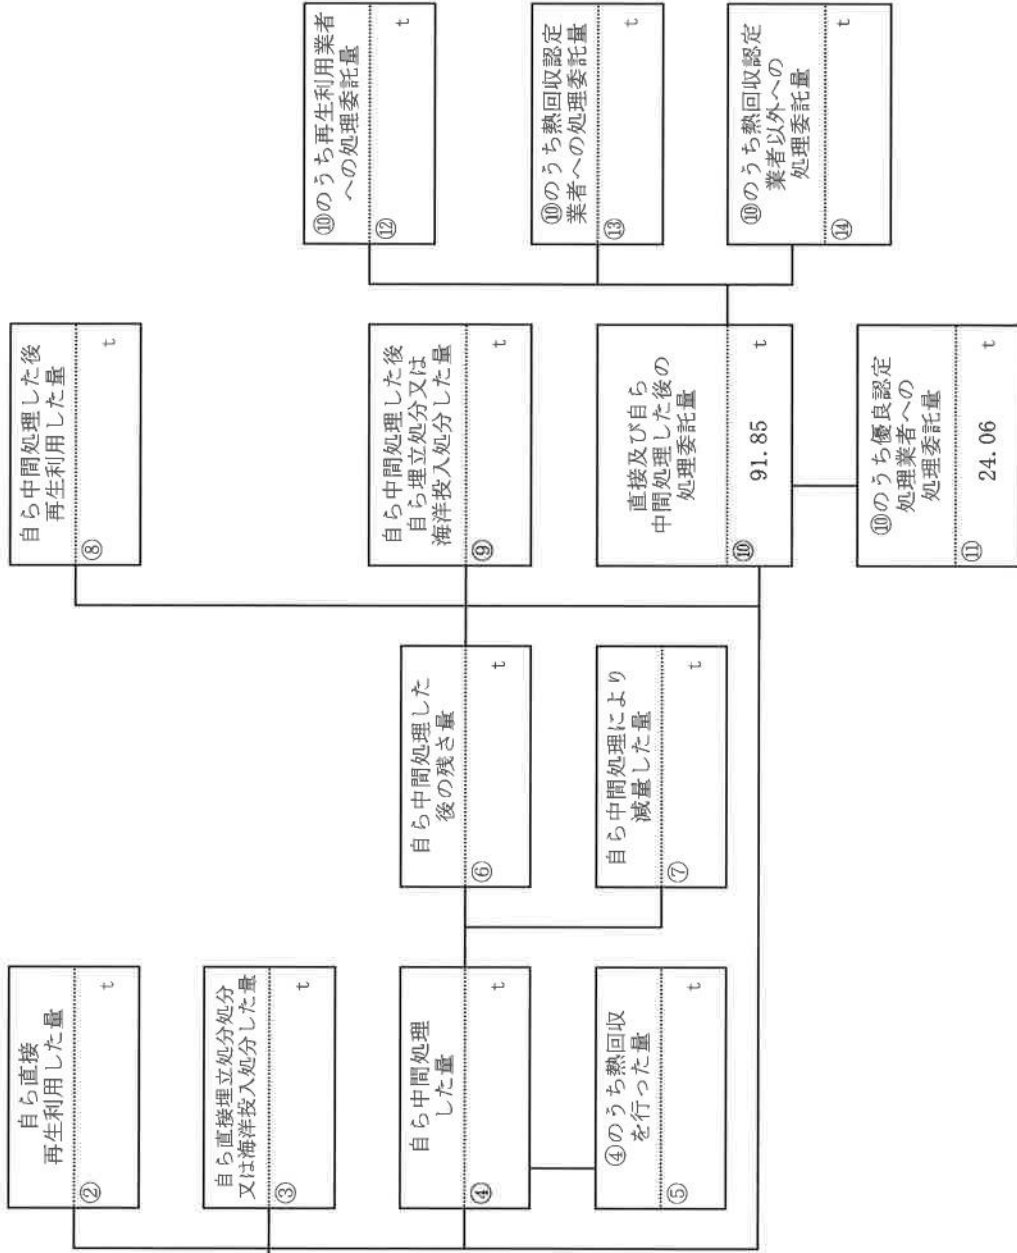 自ら直接
再生利用した量
②
t
自ら直接埋立処分処分
又は海洋投入処分した量
③
t
自ら中間処理
した量
④
t
④のうち熱回収
を行った量
⑤
t
自ら中間処理した
後の残さ量
⑥
t
自ら中間処理により
減量した量
⑦
t
自ら中間処理した後
再生利用した量
⑧
t
自ら中間処理した後
自ら埋立処分又は
海洋投入処分した量
⑨
t
直接及び自ら
中間処理した後の
処理委託量
⑩
91.85 t
⑩のうち優良認定
処理業者への
処理委託量
⑪
24.06 t
⑩のうち再生利用業者
への処理委託量
⑫
t
⑩のうち熱回収認定
業者への処理委託量
⑬
t
⑩のうち熱回収認定
業者以外への
処理委託量
⑭
t